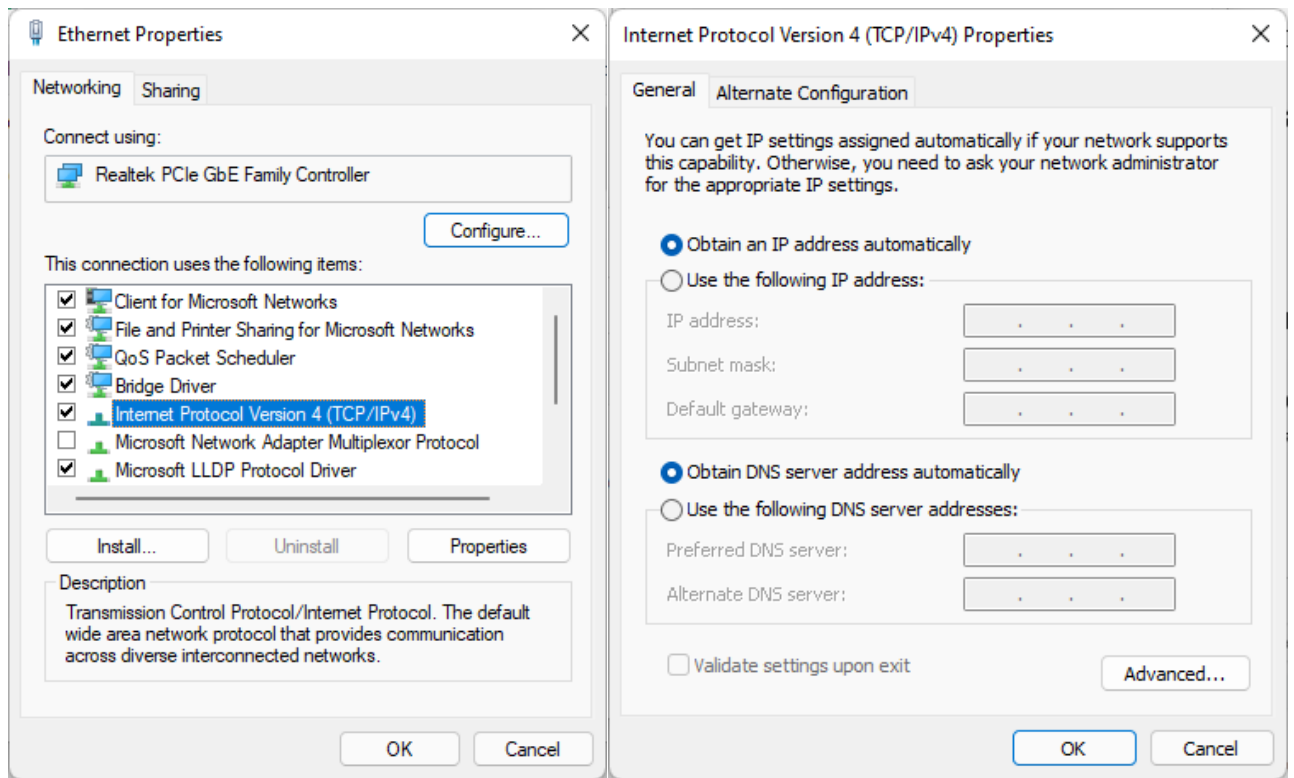 Ethernet Properties
Networking
Sharing
Connect using:
Realtek PCIe GbE Family Controller
Configure...
This connection uses the following items:
Client for Microsoft Networks
File and Printer Sharing for Microsoft Networks
QoS Packet Scheduler
Bridge Driver
Internet Protocol Version 4 (TCP/IPv4)
Microsoft Network Adapter Multiplexor Protocol
Microsoft LLDP Protocol Driver
Install...
Uninstall
Properties
Description
Transmission Control Protocol/Internet Protocol. The default
wide area network protocol that provides communication
across diverse interconnected networks.
OK
Cancel
Internet Protocol Version 4 (TCP/IPv4) Properties
General
Alternate Configuration
You can get IP settings assigned automatically if your network supports
this capability. Otherwise, you need to ask your network administrator
for the appropriate IP settings.
Obtain an IP address automatically
Use the following IP address:
IP address:
Subnet mask:
Default gateway:
Obtain DNS server address automatically
Use the following DNS server addresses:
Preferred DNS server:
Alternate DNS server:
Validate settings upon exit
Advanced...
OK
Cancel